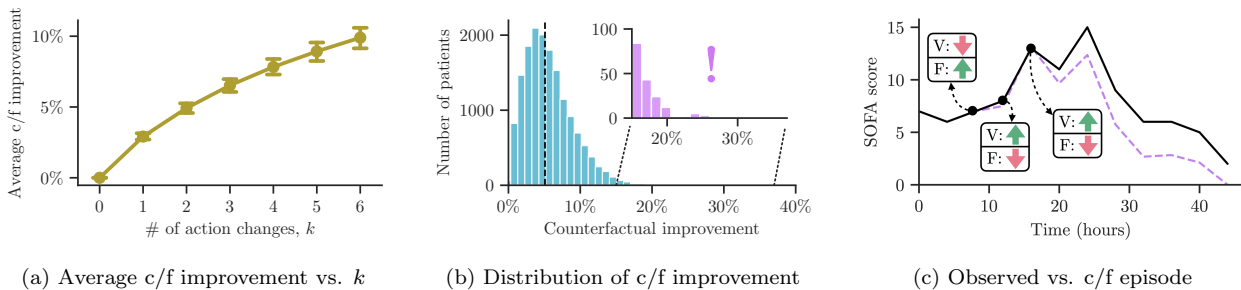 Average c/f improvement
10%
5%
0%
0 1 2 3 4 5 6
# of action changes, k
(a) Average c/f improvement vs. k
Number of patients
2000
1000
0
0% 10% 20% 30% 40%
Counterfactual improvement
100
50
0
20% 30%
!
(b) Distribution of c/f improvement
SOFA score
15
10
5
0
0 10 20 30 40
Time (hours)
V:
F:
V:
F:
V:
F:
(c) Observed vs. c/f episode